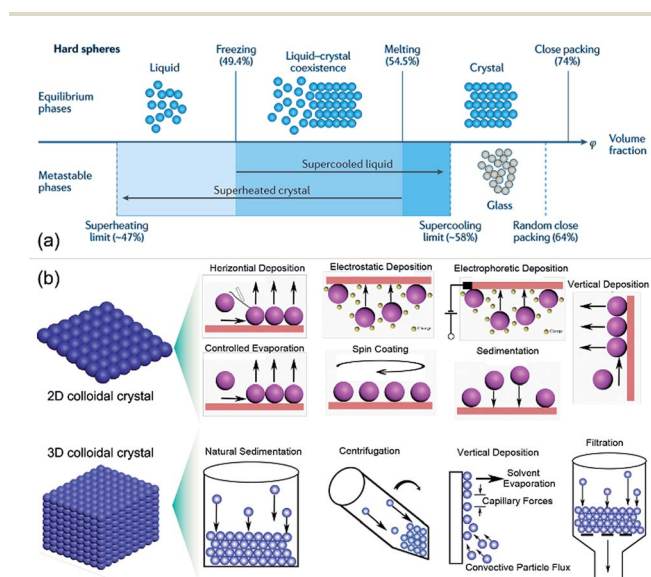 Hard spheres
Freezing
(49.4%)
Liquid–crystal
coexistence
Melting
(54.5%)
Close packing
(74%)
Liquid
Crystal
Equilibrium
phases
φ
Volume
fraction
Metastable
phases
Supercooled liquid
Superheated crystal
Glass
Superheating
limit (~47%)
Supercooling
limit (~58%)
Random close
packing (64%)
(a)
(b)
Horizontial Deposition
Electrostatic Deposition
Electrophoretic Deposition
Vertical Deposition
Charge
Charge
Controlled Evaporation
Spin Coating
Sedimentation
2D colloidal crystal
3D colloidal crystal
Natural Sedimentation
Centrifugation
Vertical Deposition
Filtration
Solvent
Evaporation
Capillary Forces
Convective Particle Flux